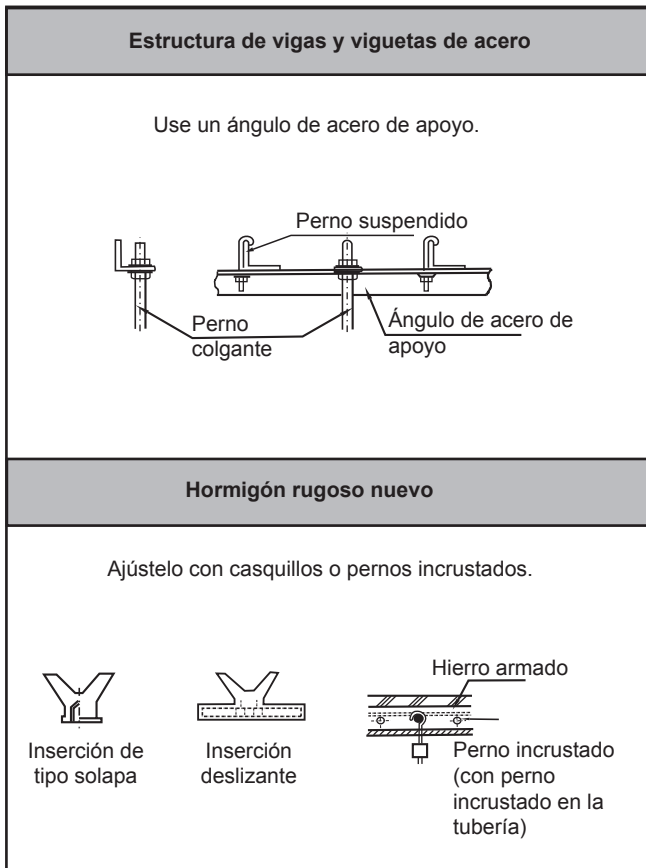 Estructura de vigas y viguetas de acero
Use un ángulo de acero de apoyo.
Perno suspendido
Perno
colgante
Ángulo de acero de
apoyo
Hormigón rugoso nuevo
Ajústelo con casquillos o pernos incrustados.
Inserción de
tipo solapa
Inserción
deslizante
Hierro armado
Perno incrustado
(con perno
incrustado en la
tubería)